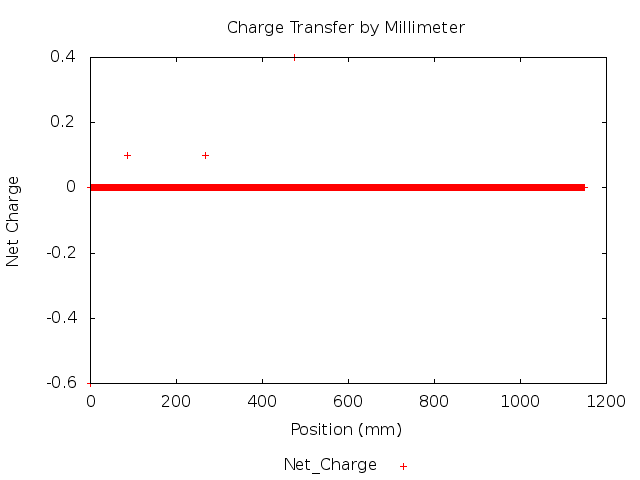 Charge Transfer by Millimeter
0.4
0.2
0
-0.2
-0.4
-0.6
Net Charge
0 200 400 600 800 1000 1200
Position (mm)
Net_Charge